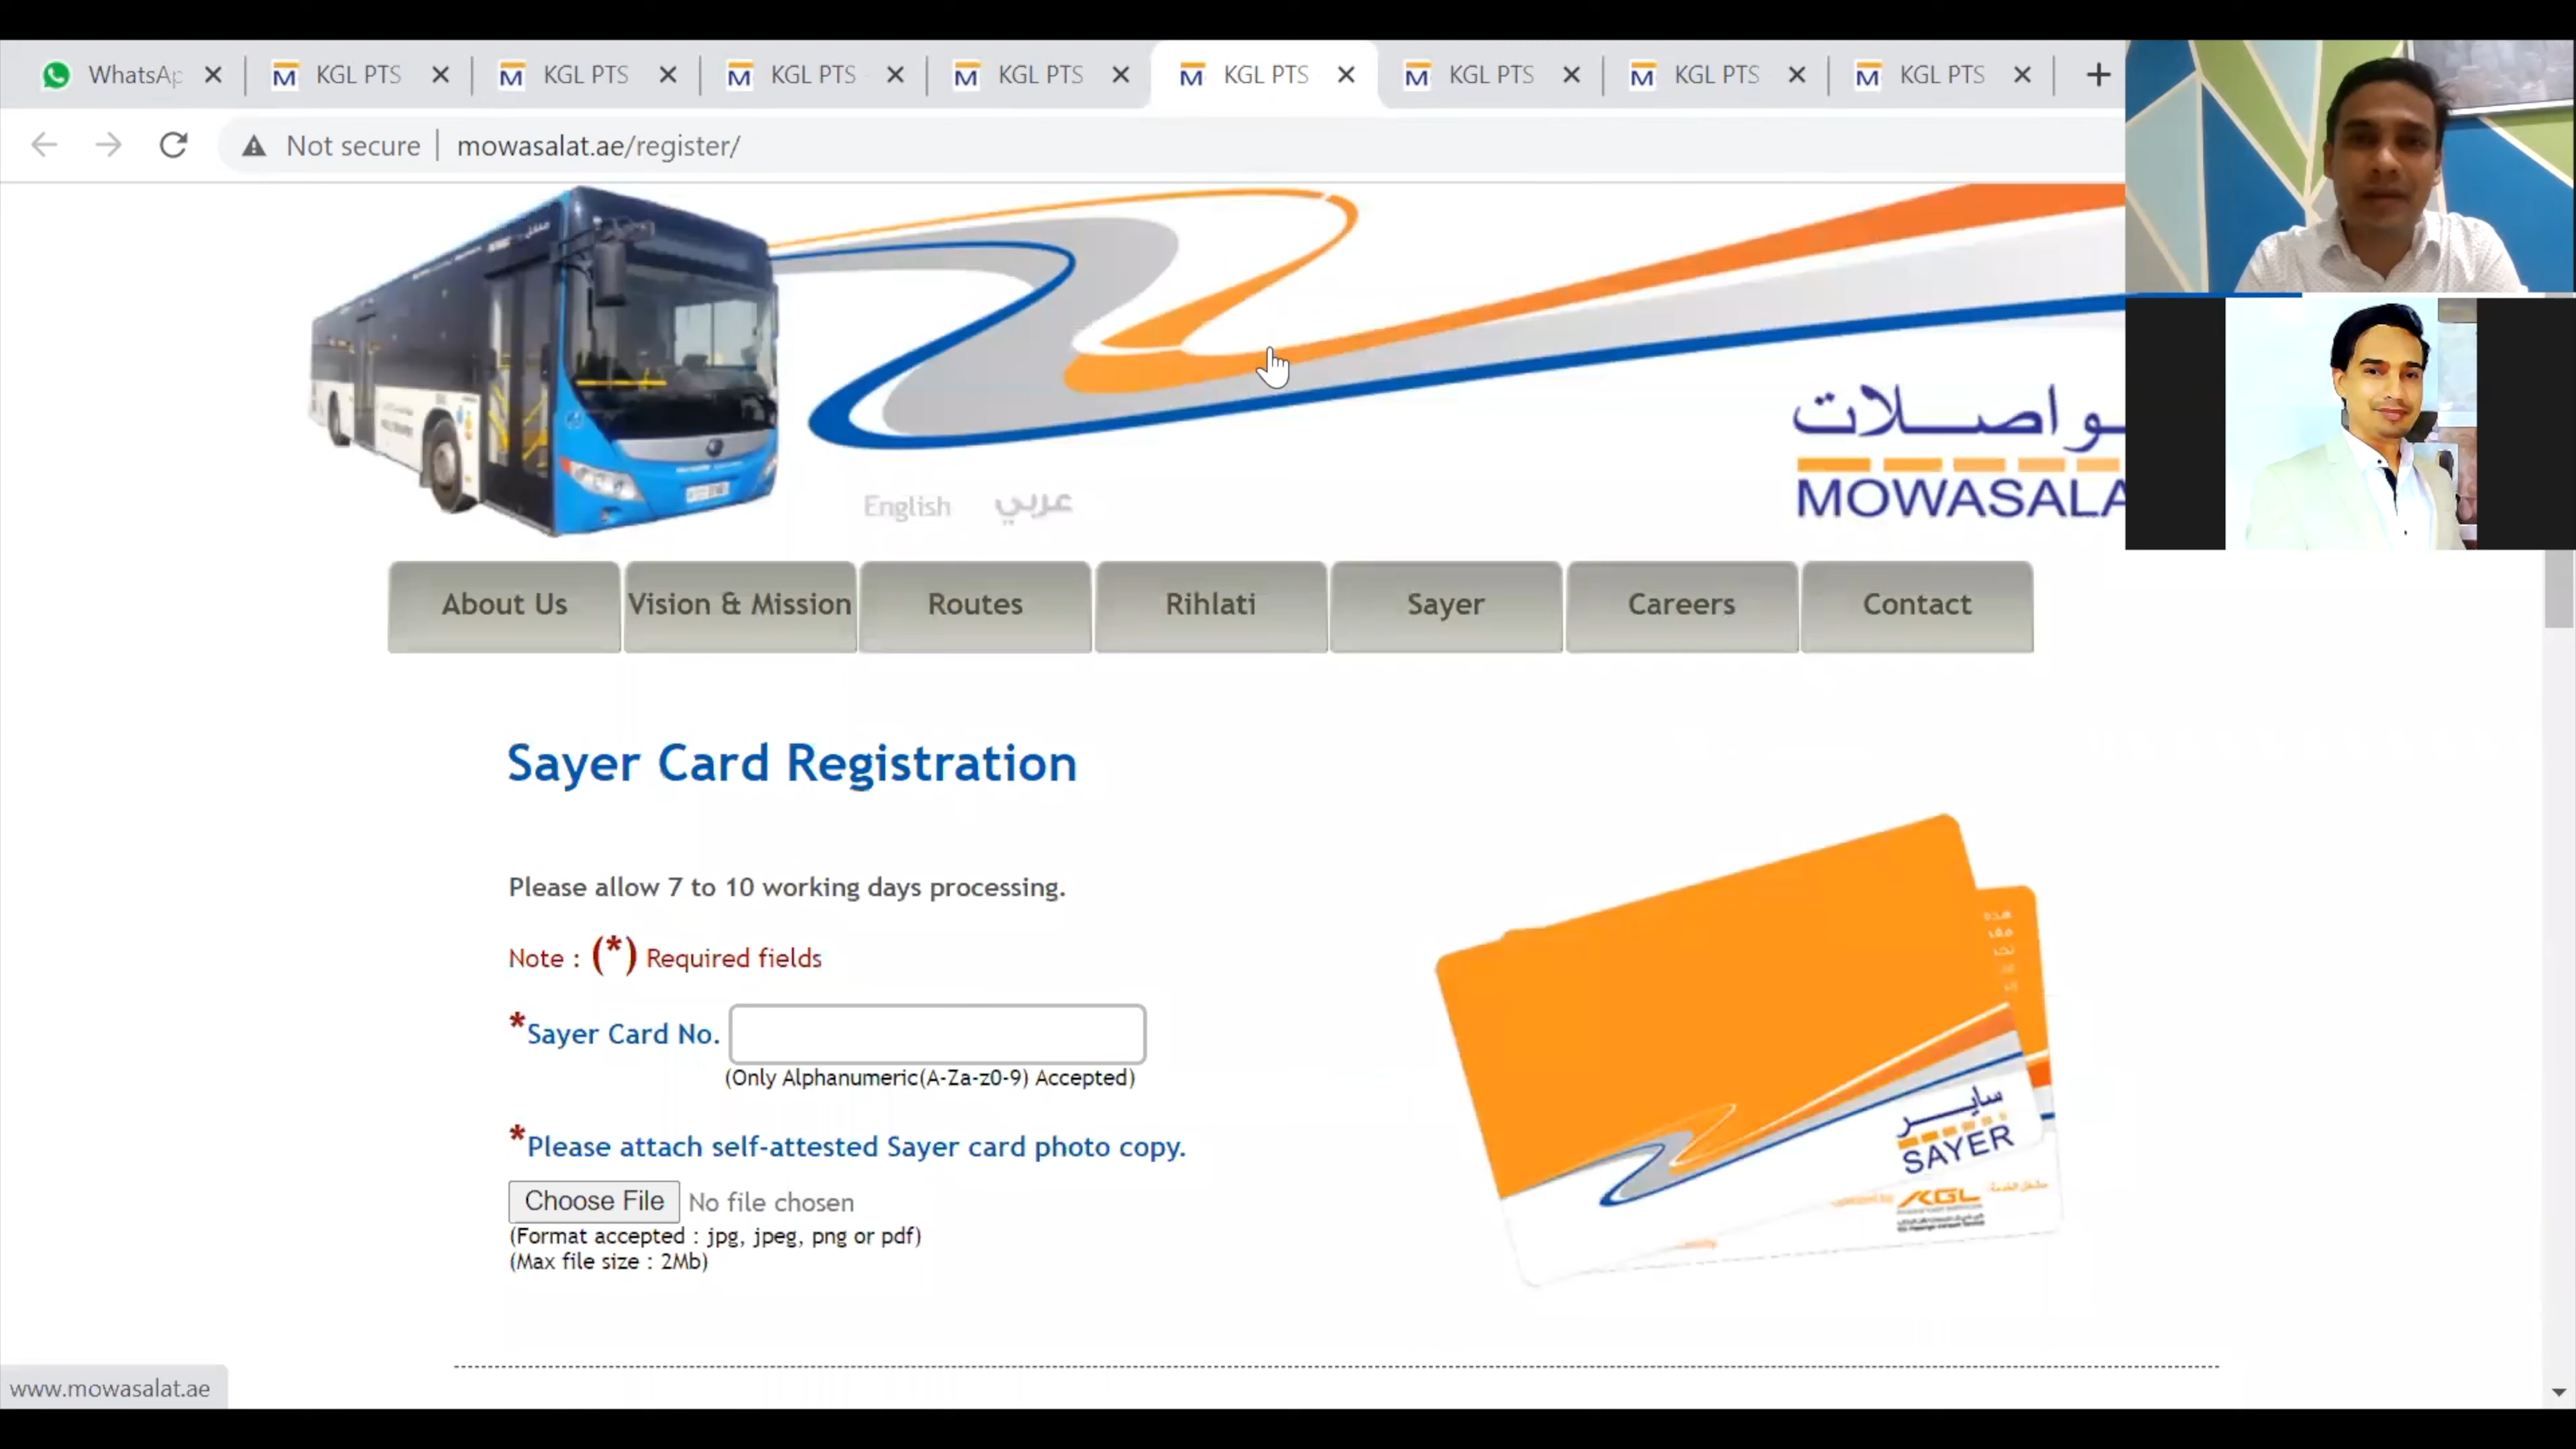 WhatsAp
KGL PTS
KGL PTS
KGL PTS
KGL PTS
KGL PTS
KGL PTS
KGL PTS
KGL PTS
Not secure
mowasalat.ae/register/
واصلات
MOWASALA
English
عربي
About Us
Vision & Mission
Routes
Rihlati
Sayer
Careers
Contact
Sayer Card Registration
Please allow 7 to 10 working days processing.
Note : (*) Required fields
*Sayer Card No.
(Only Alphanumeric(A-Za-z0-9) Accepted)
*Please attach self-attested Sayer card photo copy.
Choose File No file chosen
(Format accepted : jpg, jpeg, png or pdf)
(Max file size : 2Mb)
ساير
SAYER
KGL
www.mowasalat.ae